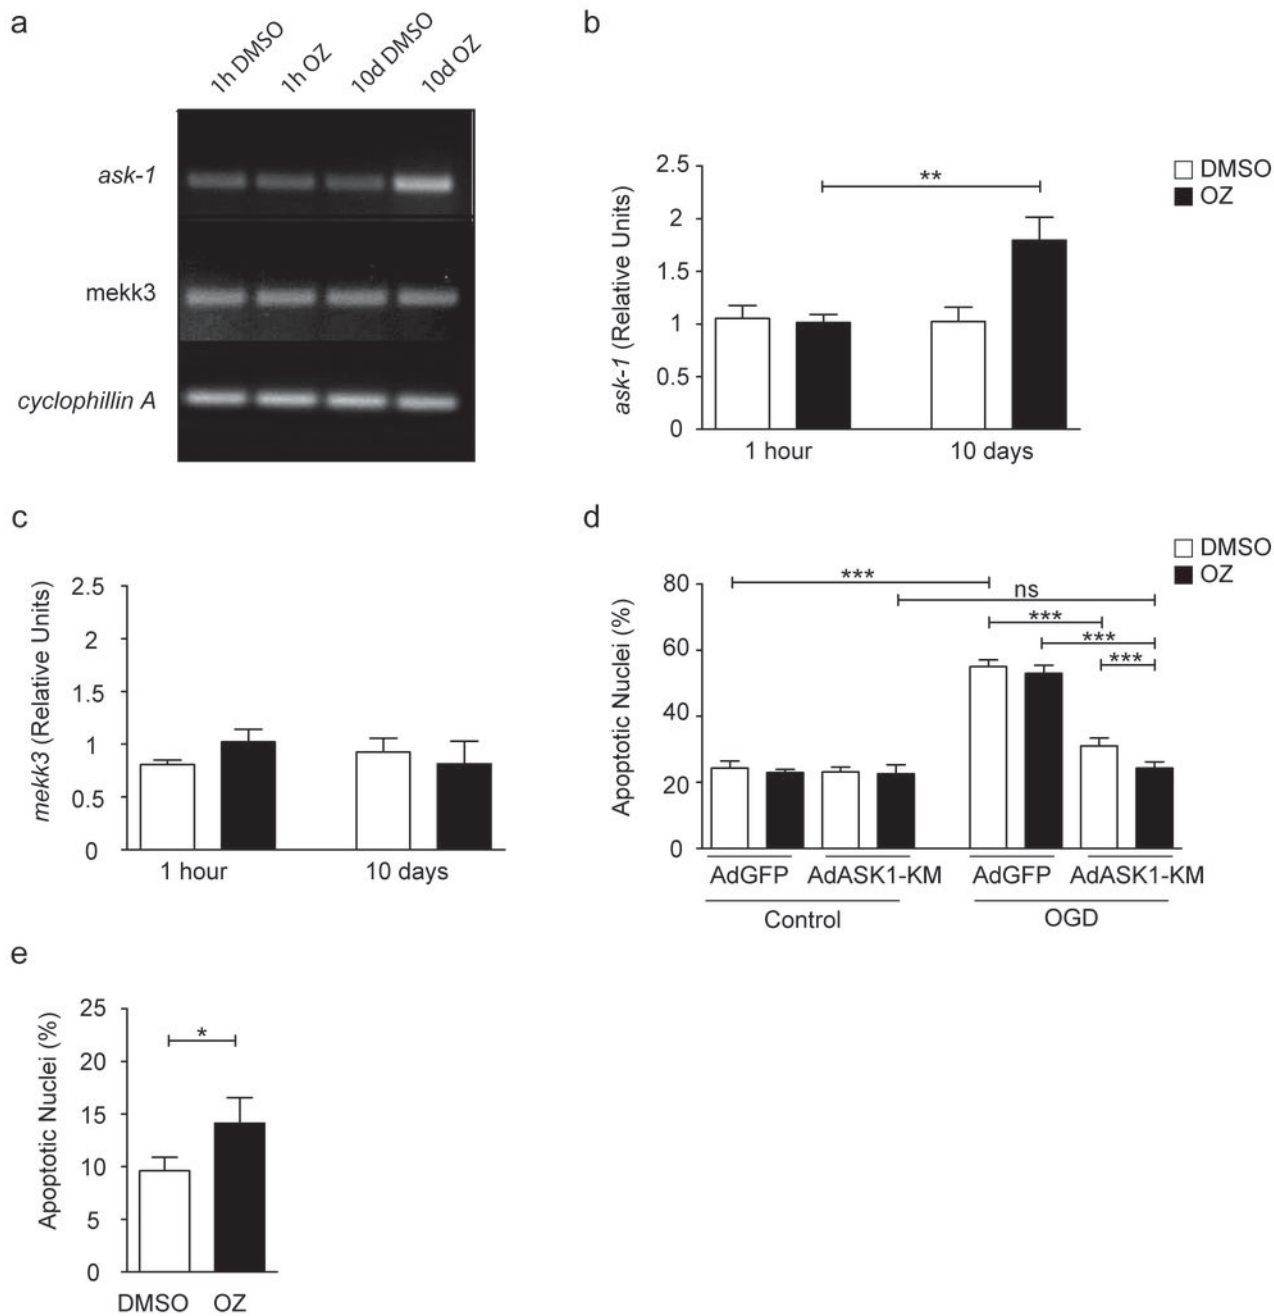 a
1h DMSO
1h OZ
10d DMSO
10d OZ
ask-1
mekk3
cyclophillin A
b
ask-1 (Relative Units)
2.5
2
1.5
1
0.5
0
**
1 hour
10 days
DMSO
OZ
c
mekk3 (Relative Units)
2.5
2
1.5
1
0.5
0
1 hour
10 days
d
Apoptotic Nuclei (%)
80
60
40
20
0
***
ns
***
***
***
DMSO
OZ
AdGFP
AdASK1-KM
AdGFP
AdASK1-KM
Control
OGD
e
Apoptotic Nuclei (%)
25
20
15
10
5
0
*
DMSO
OZ